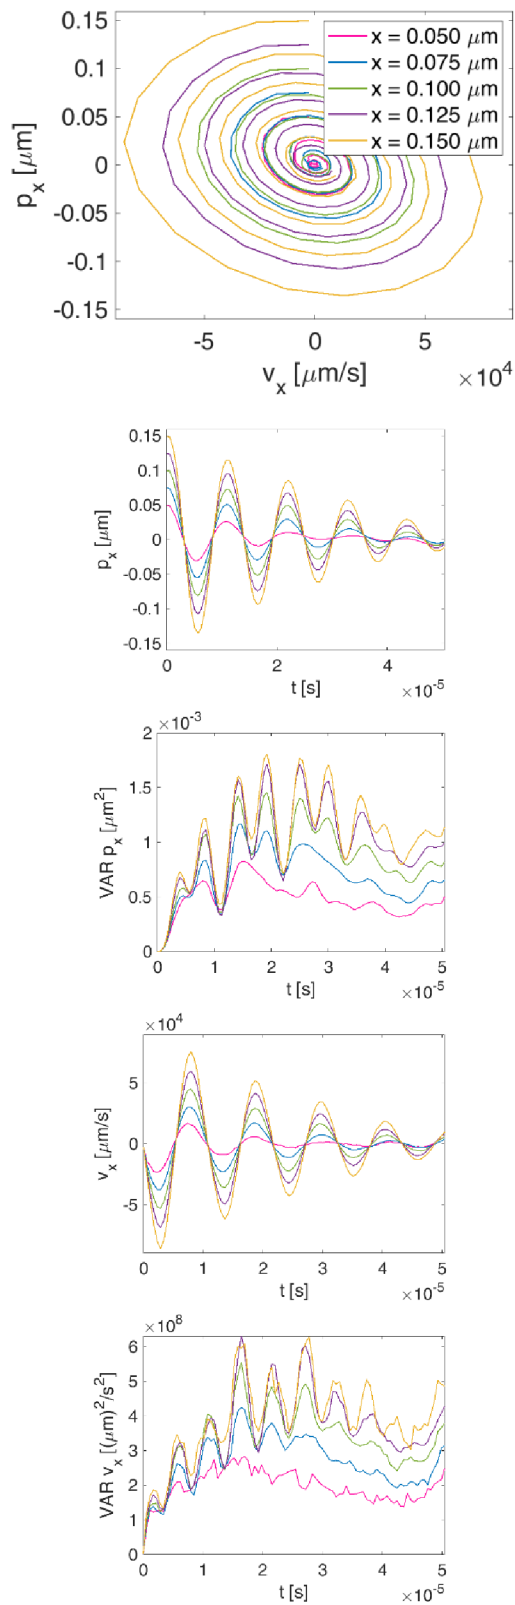 0.15
0.1
0.05
0
-0.05
-0.1
-0.15
p_x [μm]
x = 0.050 μm
x = 0.075 μm
x = 0.100 μm
x = 0.125 μm
x = 0.150 μm
-5 0 5
v_x [μm/s] ×10^4
0.15
0.1
0.05
0
-0.05
-0.1
-0.15
p_x [μm]
0 2 4
t [s] ×10^-5
×10^-3
2
1.5
1
0.5
0
VAR p_x [μm^2]
0 1 2 3 4 5
t [s] ×10^-5
×10^4
5
0
-5
v_x [μm/s]
0 1 2 3 4 5
t [s] ×10^-5
×10^8
6
5
4
3
2
1
0
VAR v_x [(μm)^2/s^2]
0 1 2 3 4 5
t [s] ×10^-5